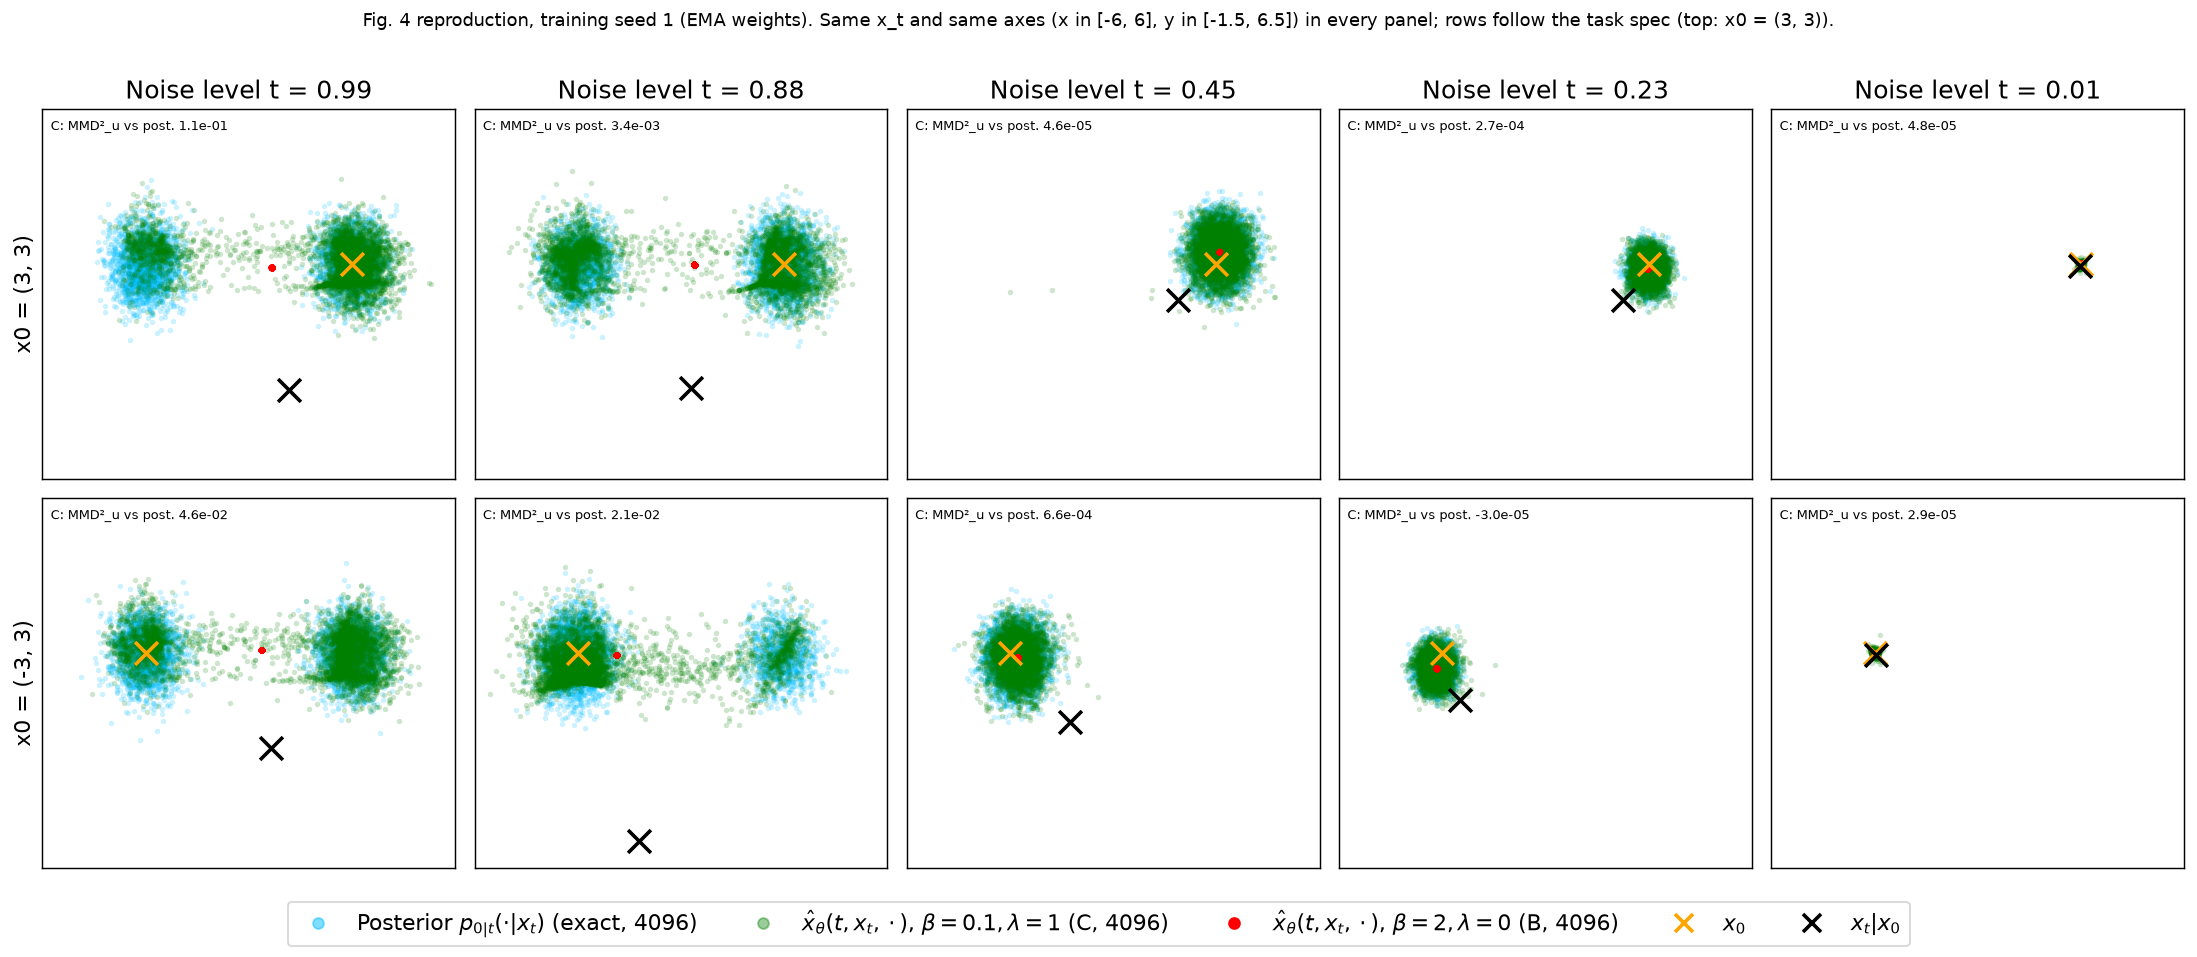 Fig. 4 reproduction, training seed 1 (EMA weights). Same x_t and same axes (x in [-6, 6], y in [-1.5, 6.5]) in every panel; rows follow the task spec (top: x0 = (3, 3)).
Noise level t = 0.99
Noise level t = 0.88
Noise level t = 0.45
Noise level t = 0.23
Noise level t = 0.01
x0 = (3, 3)
C: MMD²_u vs post. 1.1e-01
C: MMD²_u vs post. 3.4e-03
C: MMD²_u vs post. 4.6e-05
C: MMD²_u vs post. 2.7e-04
C: MMD²_u vs post. 4.8e-05
x0 = (-3, 3)
C: MMD²_u vs post. 4.6e-02
C: MMD²_u vs post. 2.1e-02
C: MMD²_u vs post. 6.6e-04
C: MMD²_u vs post. -3.0e-05
C: MMD²_u vs post. 2.9e-05
Posterior p₀|ₜ(·|xₜ) (exact, 4096)
x̂_θ(t, xₜ, ·), β = 0.1, λ = 1 (C, 4096)
x̂_θ(t, xₜ, ·), β = 2, λ = 0 (B, 4096)
x₀
xₜ|x₀